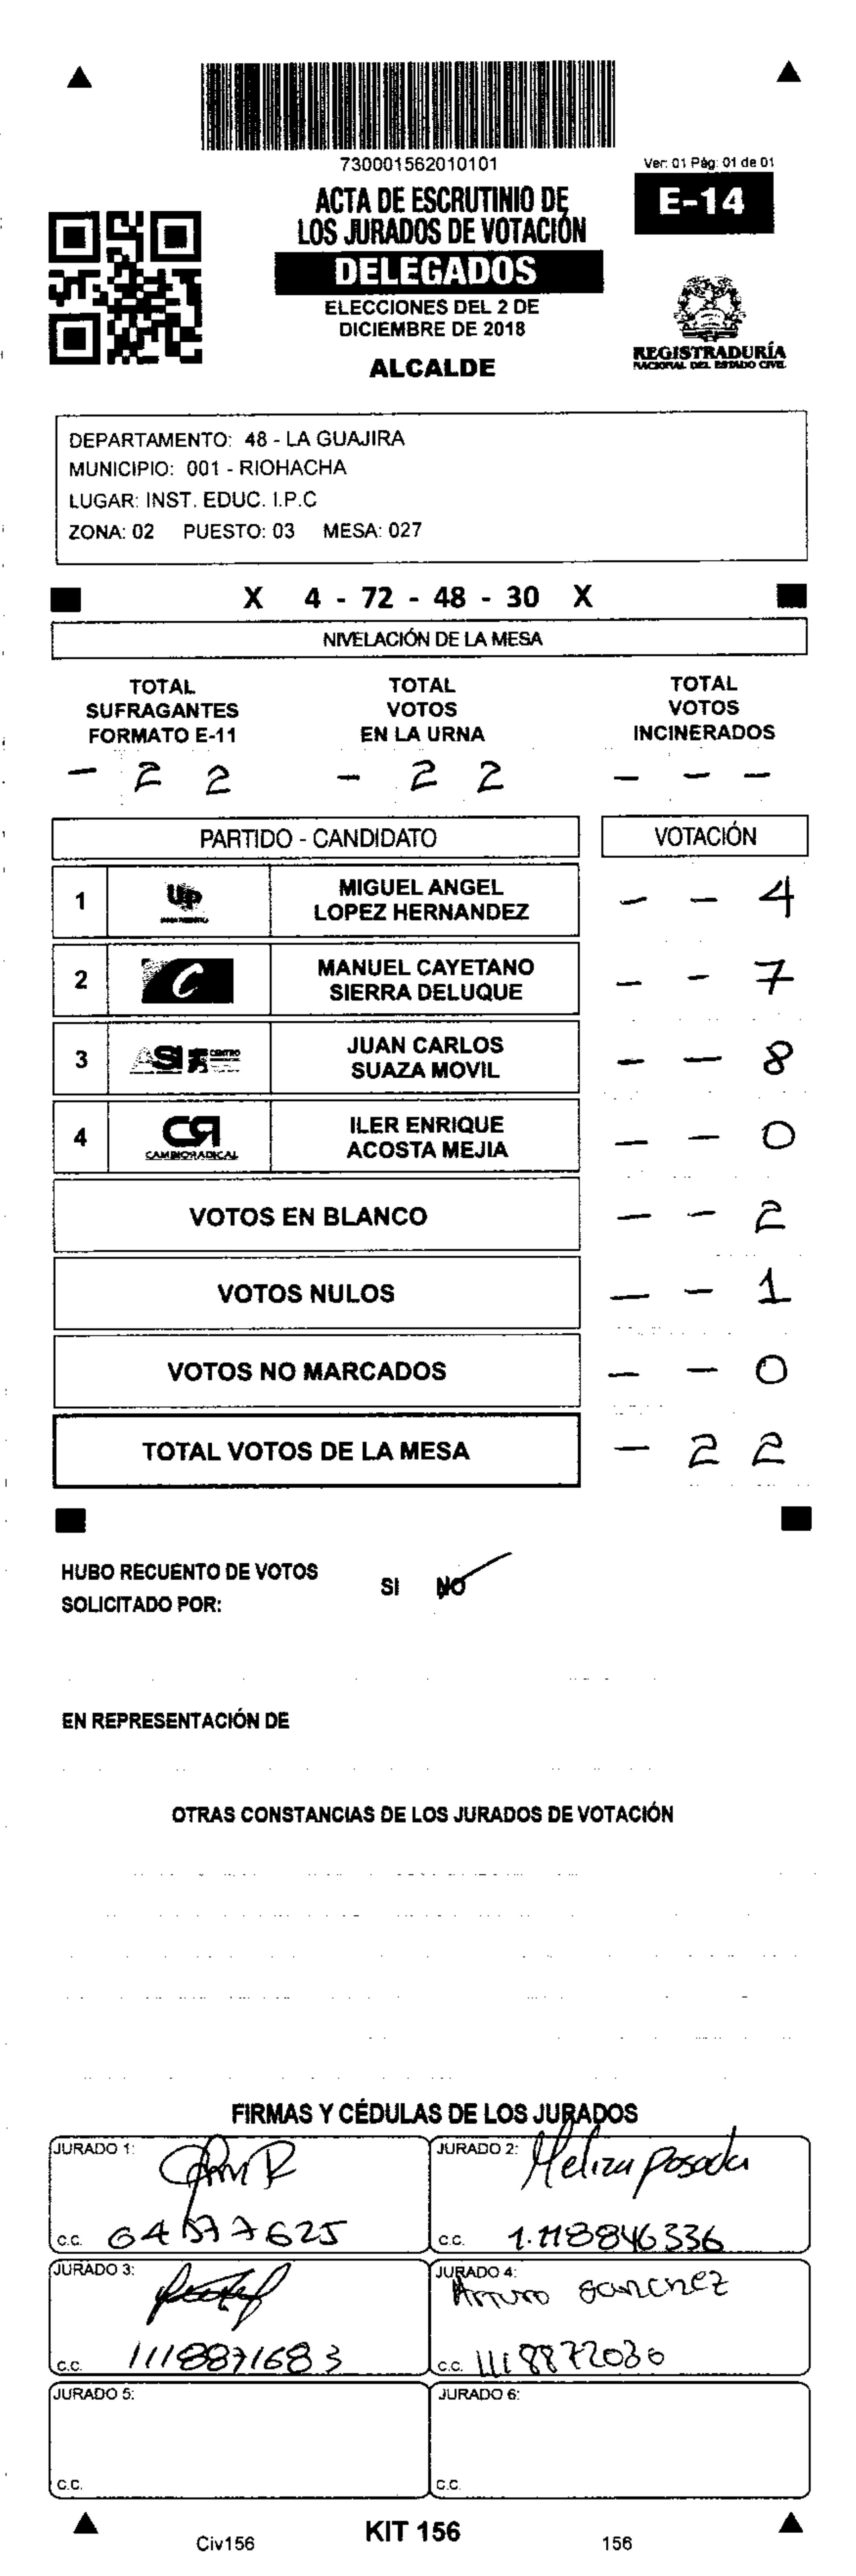 730001562010101
Ver: 01 Pág: 01 de 01
ACTA DE ESCRUTINIO DE
LOS JURADOS DE VOTACIÓN
E-14
DELEGADOS
ELECCIONES DEL 2 DE
DICIEMBRE DE 2018
ALCALDE
REGISTRADURÍA
NACIONAL DEL ESTADO CIVIL
DEPARTAMENTO: 48 - LA GUAJIRA
MUNICIPIO: 001 - RIOHACHA
LUGAR: INST. EDUC. I.P.C
ZONA: 02 PUESTO: 03 MESA: 027
X 4 - 72 - 48 - 30 X
NIVELACIÓN DE LA MESA
TOTAL
SUFRAGANTES
FORMATO E-11
TOTAL
VOTOS
EN LA URNA
TOTAL
VOTOS
INCINERADOS
- 2 2 - 2 2 - - -
PARTIDO - CANDIDATO VOTACIÓN
1 Up MIGUEL ANGEL
LOPEZ HERNANDEZ - - 4
2 C MANUEL CAYETANO
SIERRA DELUQUE - - 7
3 ASI CENTRO JUAN CARLOS
SUAZA MOVIL - - 8
4 CR CAMBIO RADICAL ILER ENRIQUE
ACOSTA MEJIA - - 0
VOTOS EN BLANCO - - 2
VOTOS NULOS - - 1
VOTOS NO MARCADOS - - 0
TOTAL VOTOS DE LA MESA - 2 2
HUBO RECUENTO DE VOTOS SI NO
SOLICITADO POR:
EN REPRESENTACIÓN DE
OTRAS CONSTANCIAS DE LOS JURADOS DE VOTACIÓN
FIRMAS Y CÉDULAS DE LOS JURADOS
JURADO 1:
C.C.
JURADO 2: Meliza posada
C.C. 1.118846336
JURADO 3:
C.C. 1118871683
JURADO 4: Arturo sanchez
C.C. 1118872030
JURADO 5:
C.C.
JURADO 6:
C.C.
Civ156 KIT 156 156